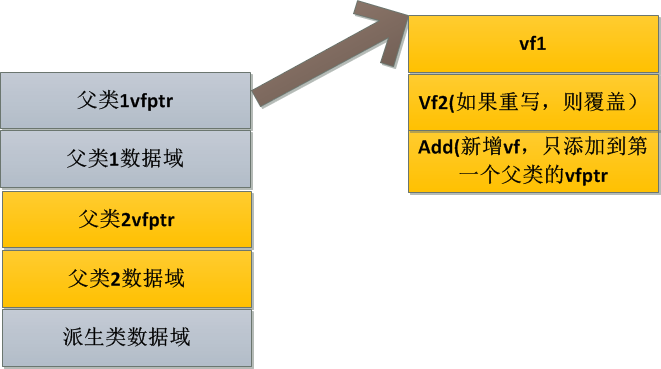 父类1vfptr
父类1数据域
父类2vfptr
父类2数据域
派生类数据域
vf1
Vf2(如果重写，则覆盖）
Add(新增vf，只添加到第
一个父类的vfptr